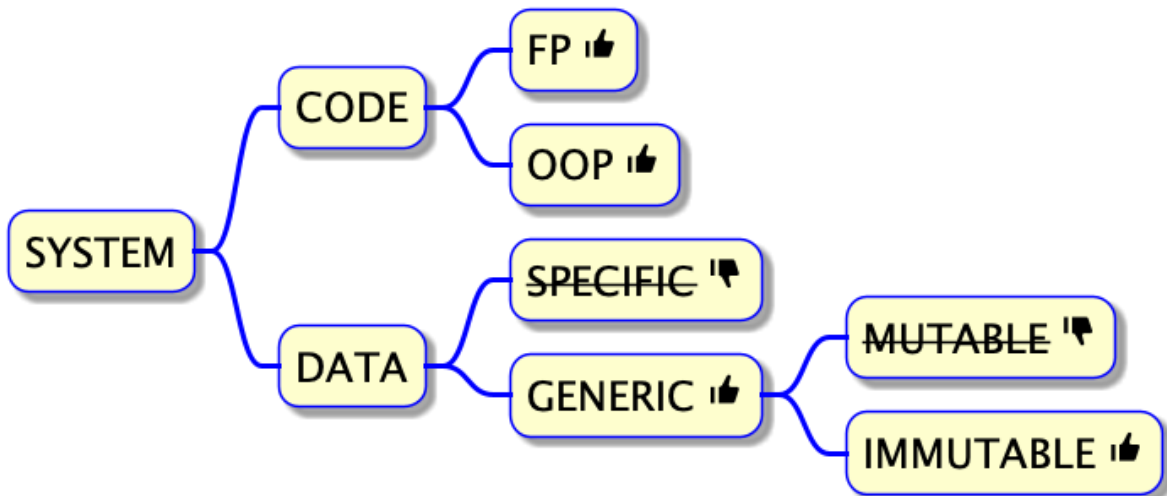 SYSTEM
CODE
FP
OOP
DATA
SPECIFIC
GENERIC
MUTABLE
IMMUTABLE